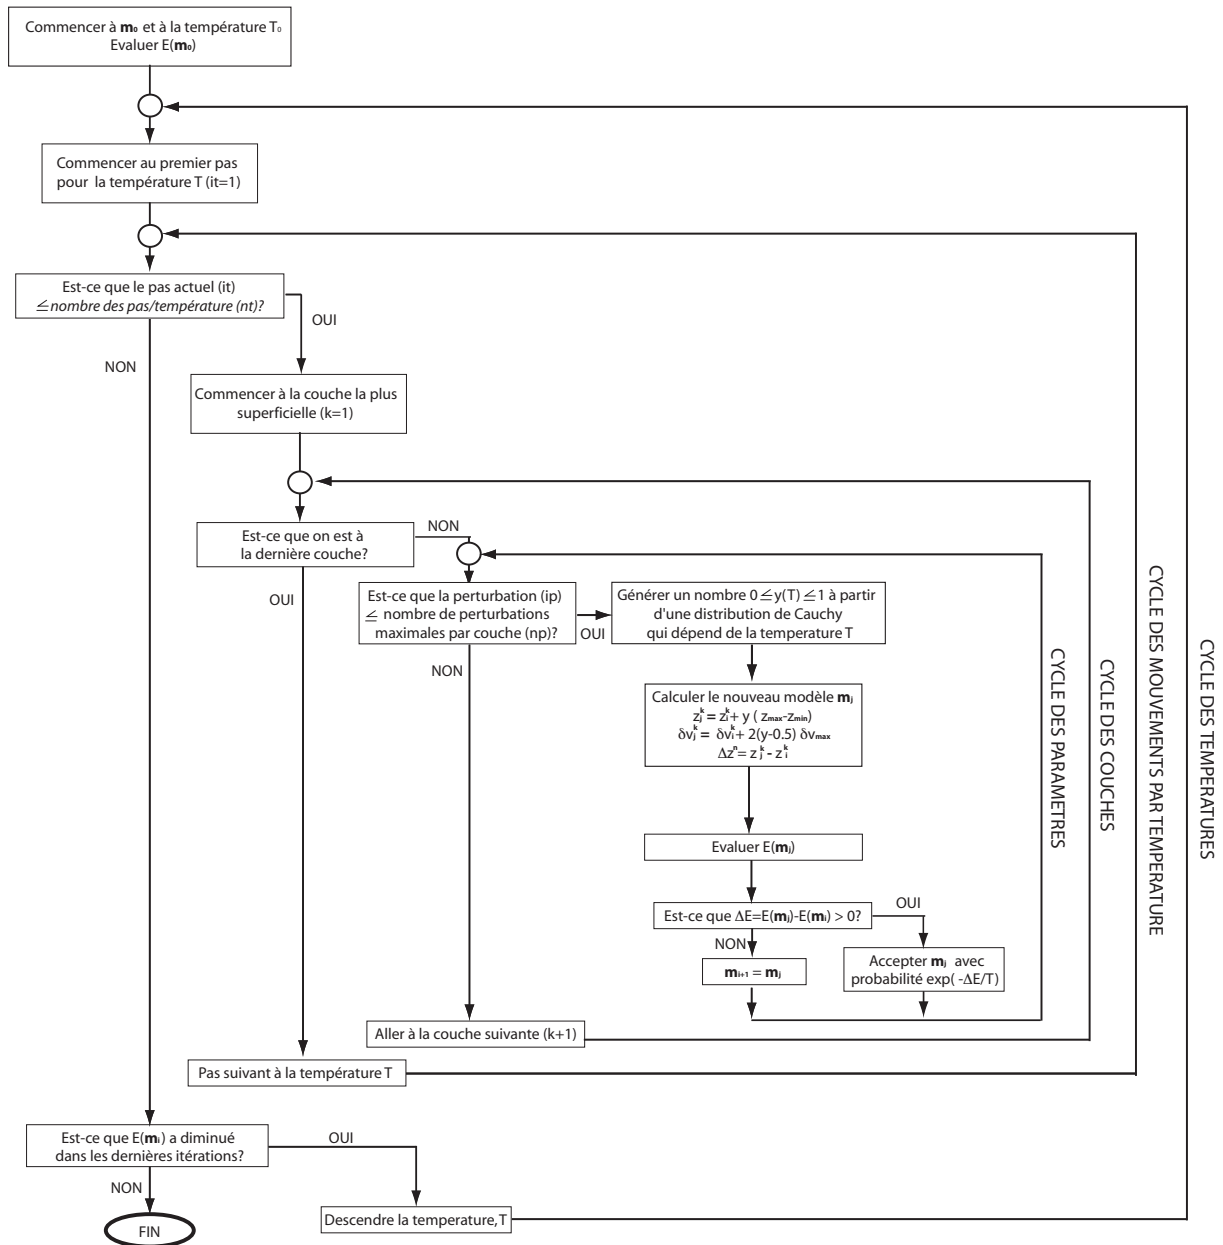 Commencer à m₀ et à la température T₀
Evaluer E(m₀)
Commencer au premier pas
pour la température T (it=1)
Est-ce que le pas actuel (it)
≤ nombre des pas/température (nt)?
OUI
NON
Commencer à la couche la plus
superficielle (k=1)
Est-ce que on est à
la dernière couche?
NON
OUI
Est-ce que la perturbation (ip)
≤ nombre de perturbations
maximales par couche (np)?
OUI
NON
Générer un nombre 0 ≤ y(T) ≤ 1 à partir
d'une distribution de Cauchy
qui dépend de la temperature T
Calculer le nouveau modèle mⱼ
zⱼᵏ = zᵢᵏ + y ( zmax-zmin)
δvⱼᵏ = δvᵢᵏ + 2(y-0.5) δvmax
Δzⁿ = zⱼᵏ - zᵢᵏ
Evaluer E(mⱼ)
Est-ce que ΔE=E(mⱼ)-E(mᵢ) > 0?
OUI
NON
mᵢ₊₁ = mⱼ
Accepter mⱼ avec
probabilité exp( -ΔE/T)
Aller à la couche suivante (k+1)
Pas suivant à la température T
Est-ce que E(mᵢ) a diminué
dans les dernières itérations?
OUI
NON
FIN
Descendre la temperature, T
CYCLE DES PARAMETRES
CYCLE DES COUCHES
CYCLE DES MOUVEMENTS PAR TEMPERATURE
CYCLE DES TEMPERATURES